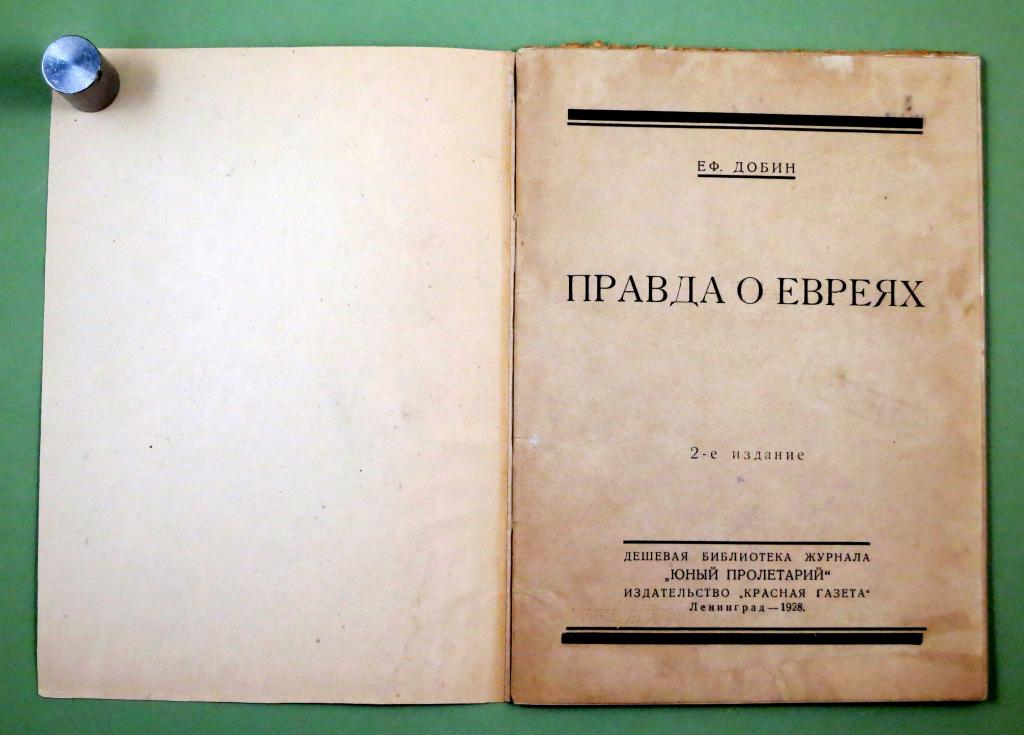 ЕФ. ДОБИН
ПРАВДА О ЕВРЕЯХ
2-е издание
ДЕШЕВАЯ БИБЛИОТЕКА ЖУРНАЛА
„ЮНЫЙ ПРОЛЕТАРИЙ“
ИЗДАТЕЛЬСТВО „КРАСНАЯ ГАЗЕТА“
Ленинград — 1928.